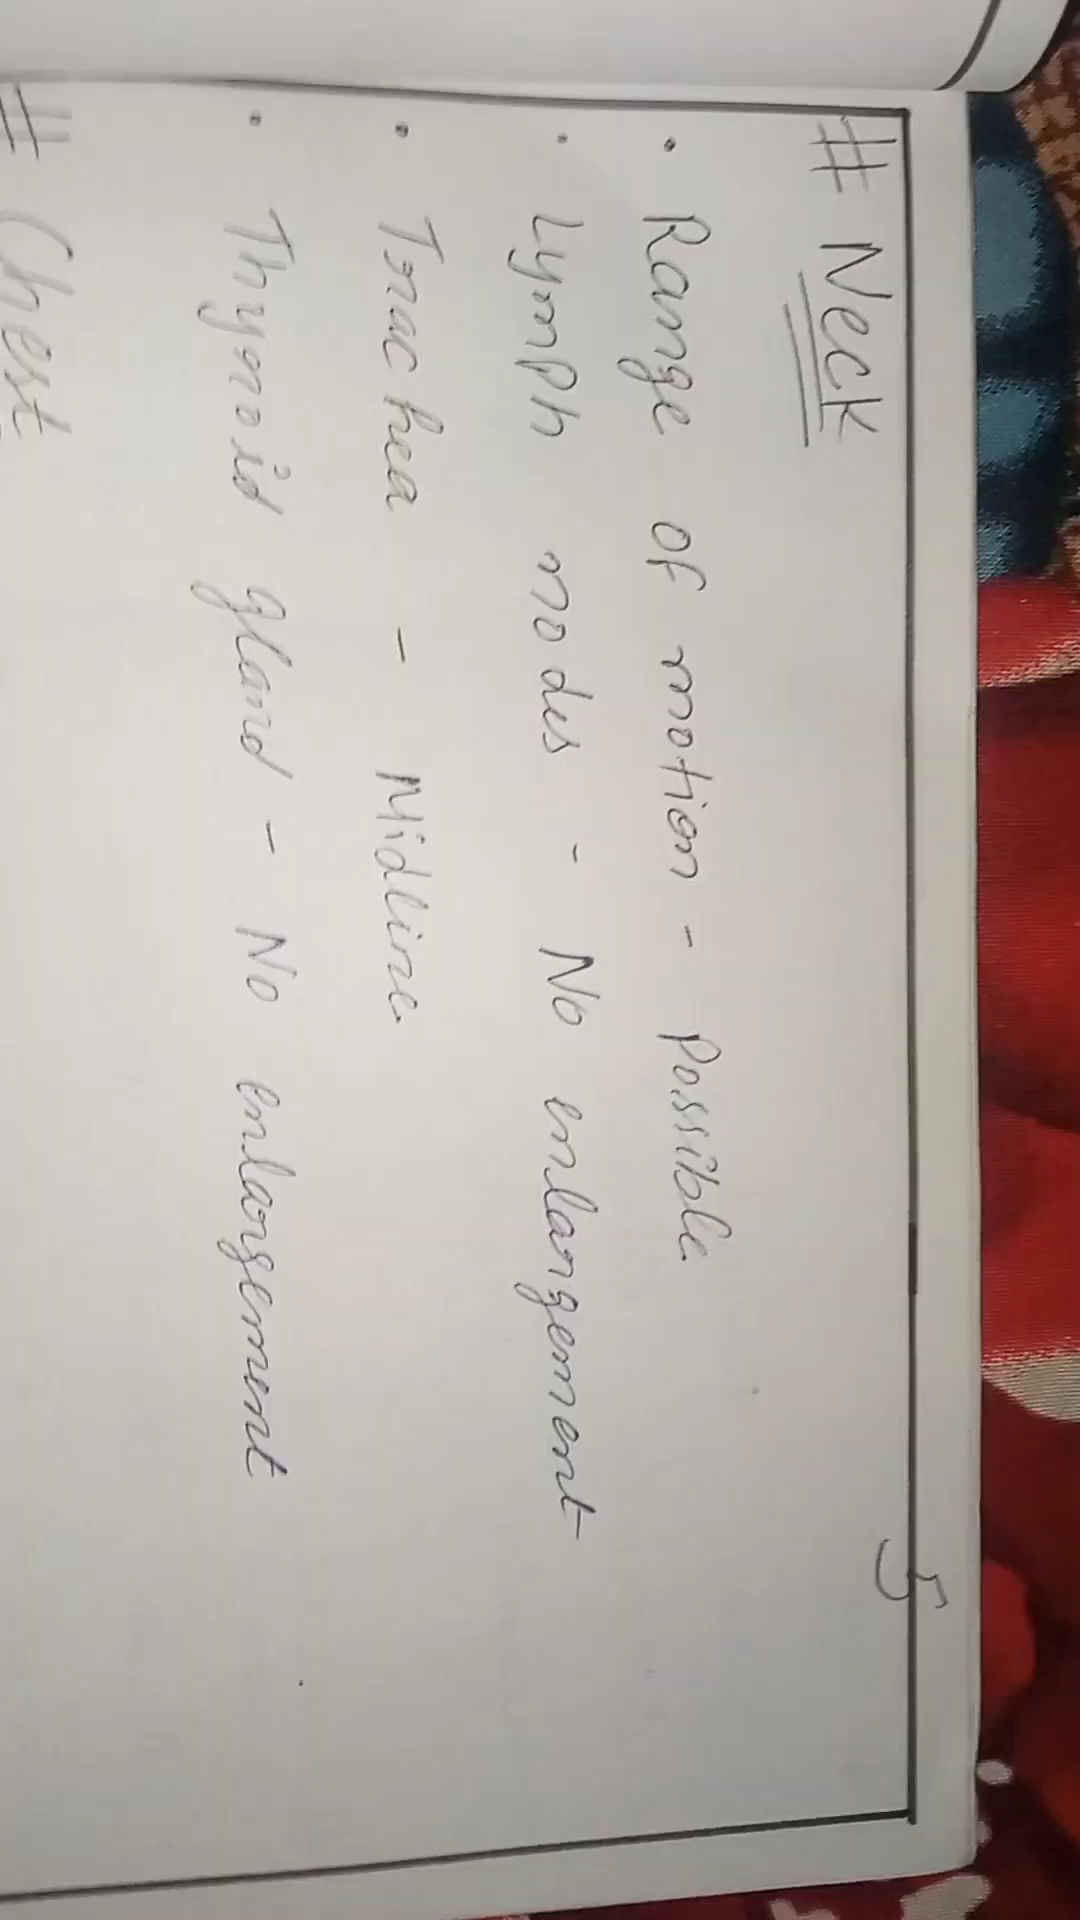 5
# Neck
• Range of motion - Possible
• LymPh nodes - No enlargement
• Trachea - Midline
• Thyroid gland - No enlargement
# Chest